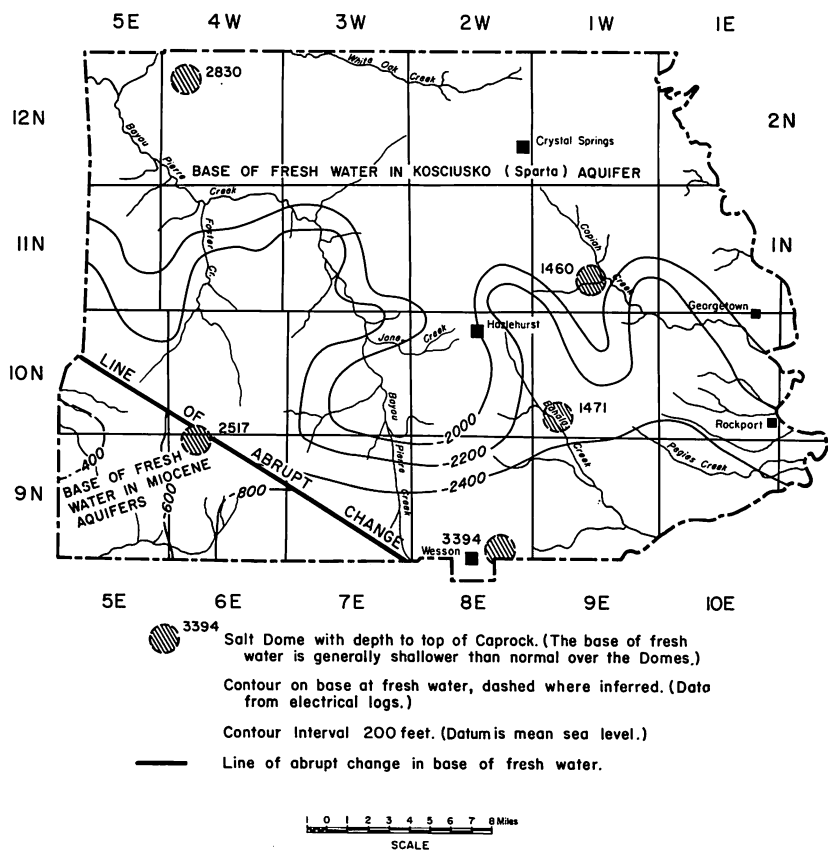 5E 4W 3W 2W 1W 1E
2830
White Oak Creek
12N
2N
Bayou Pierre Creek
Crystal Springs
BASE OF FRESH WATER IN KOSCIUSKO (Sparta) AQUIFER
11N
1N
Foster Cr.
Copiah Creek
1460
Georgetown
Hazlehurst
Jone Creek
10N
LINE OF ABRUPT CHANGE
2517
Bayou Pierre Creek
1471
Bahala Creek
Rockport
-2000
-2200
-2400
Pegies Creek
-400
BASE OF FRESH
WATER IN MIOCENE
AQUIFERS
-600
-800
9N
3394
Wesson
5E 6E 7E 8E 9E 10E
3394
Salt Dome with depth to top of Caprock. (The base of fresh
water is generally shallower than normal over the Domes.)
Contour on base at fresh water, dashed where inferred. (Data
from electrical logs.)
Contour Interval 200 feet. (Datum is mean sea level.)
Line of abrupt change in base of fresh water.
1 0 1 2 3 4 5 6 7 8 Miles
SCALE